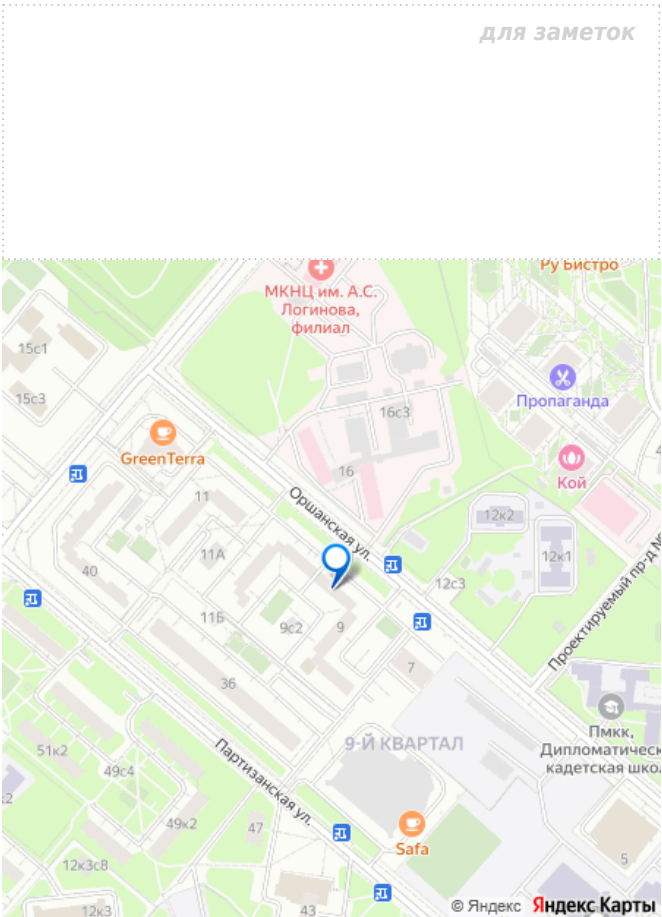 для заметок
Ру Бистро
МКНЦ им. А.С.
Логинова,
филиал
15с1
15с3
Пропаганда
16с3
GreenTerra
16
Кой
11
Оршанская ул.
12к2
11А
12к1
40
12с3
11Б
9с2
9
Проектируемый пр-д №
7
36
Пмкк,
Дипломатическ
кадетская шко
9-Й КВАРТАЛ
51к2
Партизанская ул.
49с4
49к2
47
Safa
5
12к3с8
12к3
43
© Яндекс Яндекс Карты